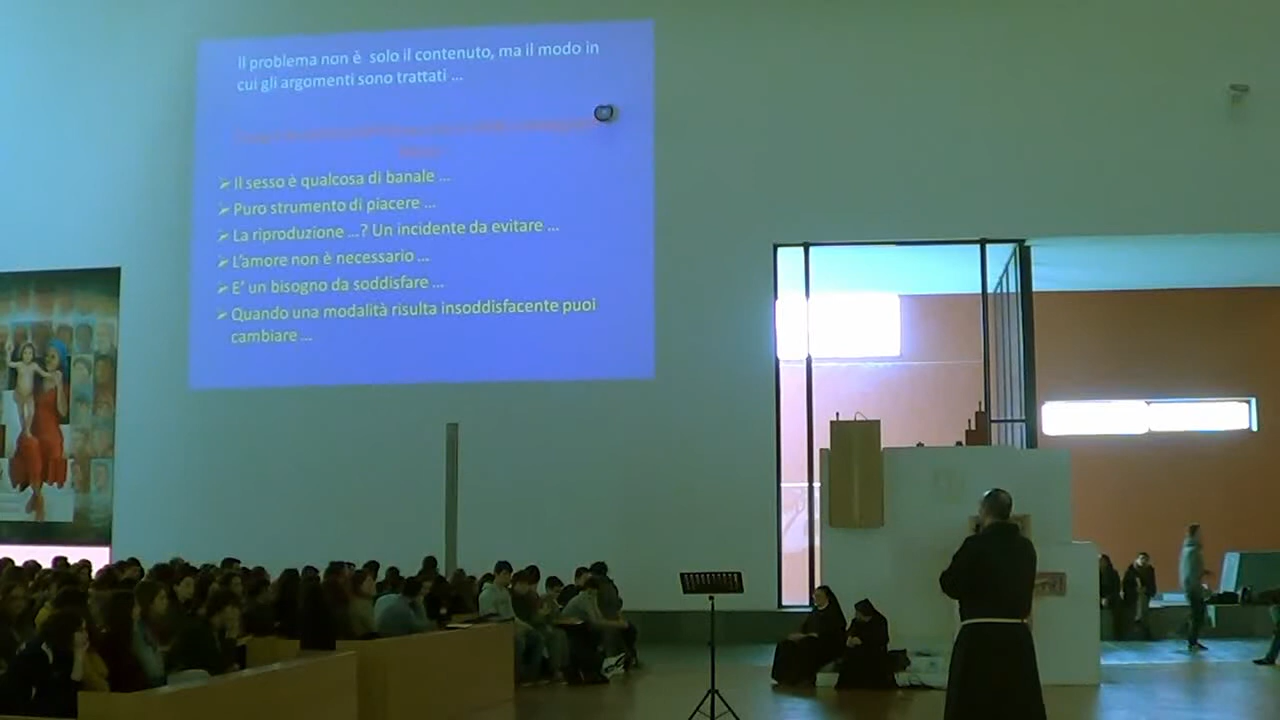 Il problema non è solo il contenuto, ma il modo in
cui gli argomenti sono trattati ...
➢ Il sesso è qualcosa di banale ...
➢ Puro strumento di piacere ...
➢ La riproduzione ...? Un incidente da evitare ...
➢ L'amore non è necessario ...
➢ E' un bisogno da soddisfare ...
➢ Quando una modalità risulta insoddisfacente puoi
cambiare ...